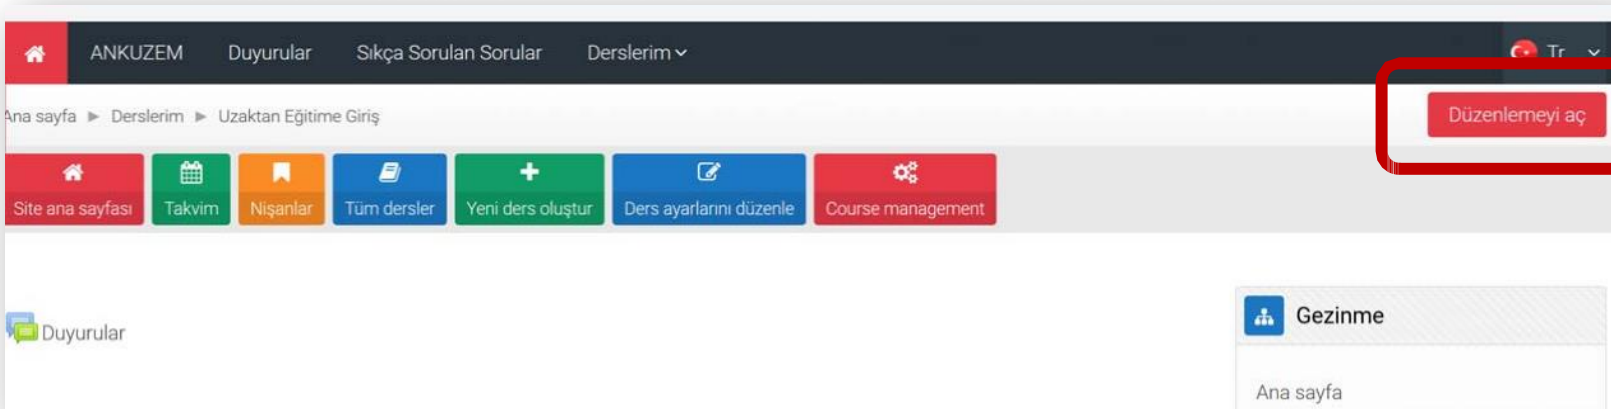 ANKUZEM Duyurular Sıkça Sorulan Sorular Derslerim Tr
Ana sayfa ► Derslerim ► Uzaktan Eğitime Giriş Düzenlemeyi aç
Site ana sayfası Takvim Nişanlar Tüm dersler Yeni ders oluştur Ders ayarlarını düzenle Course management
Duyurular
Gezinme
Ana sayfa